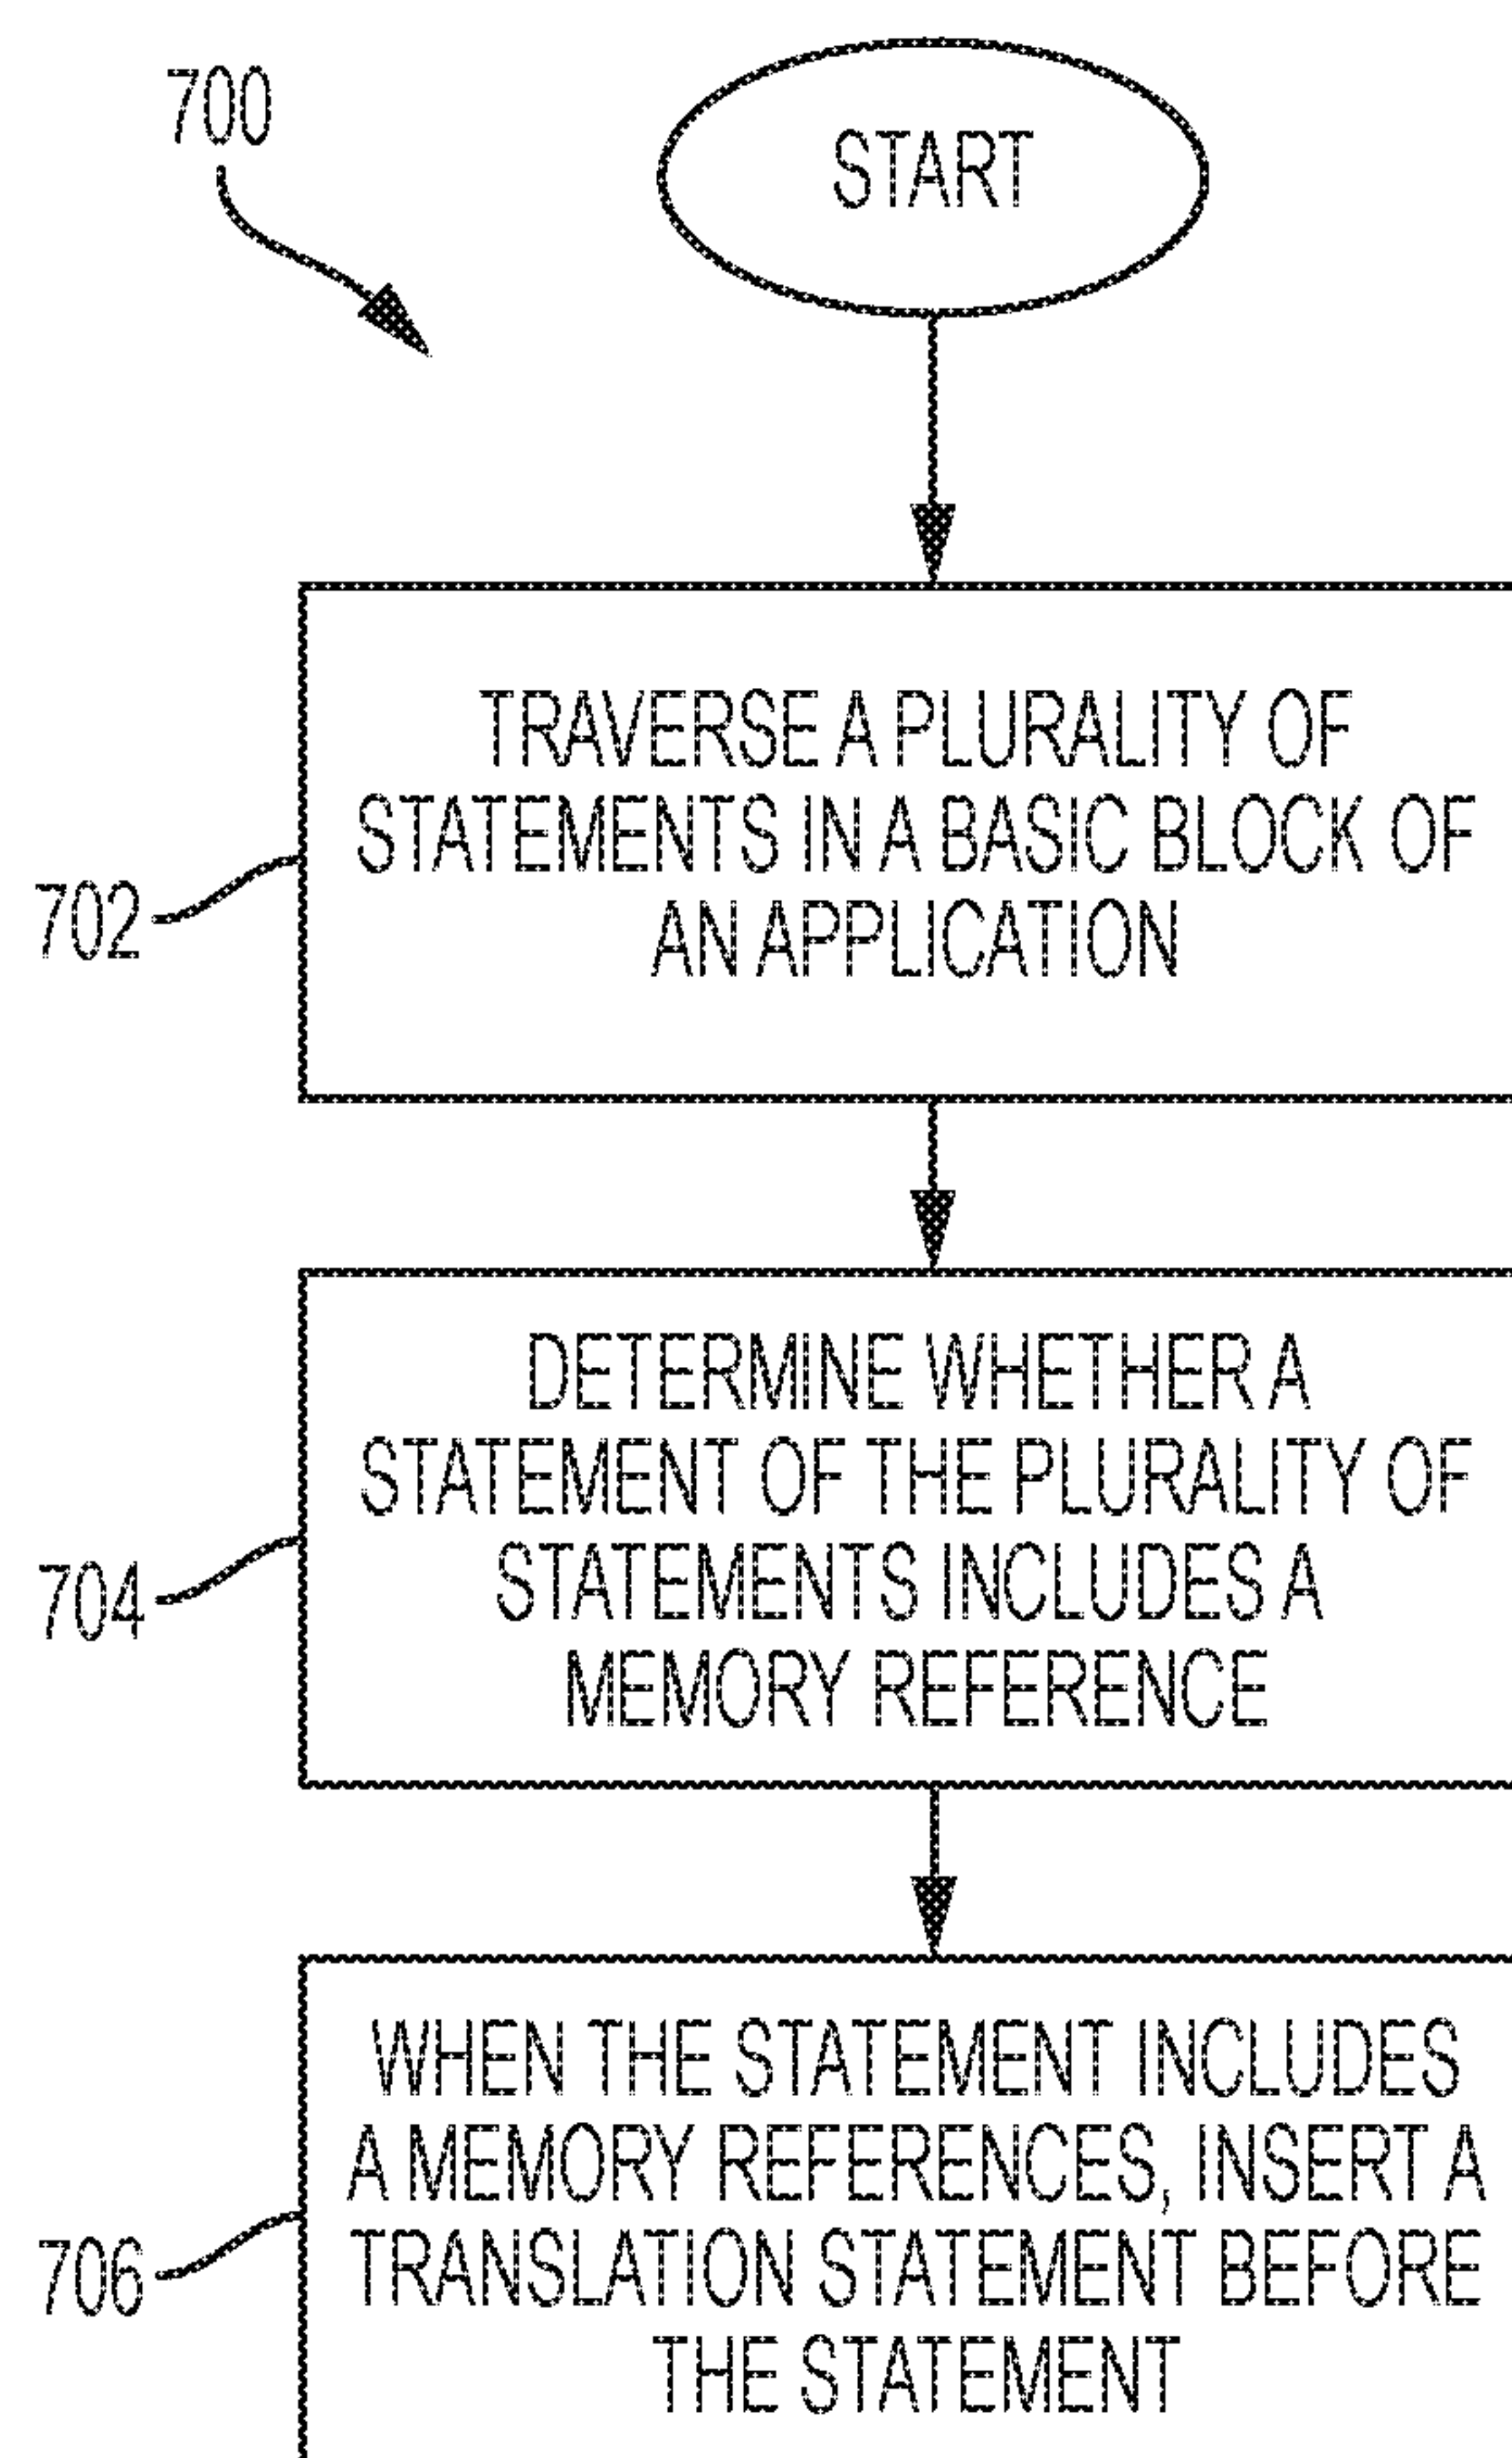 700
START
TRAVERSE A PLURALITY OF
STATEMENTS IN A BASIC BLOCK OF
AN APPLICATION
702
DETERMINE WHETHER A
STATEMENT OF THE PLURALITY OF
STATEMENTS INCLUDES A
MEMORY REFERENCE
704
WHEN THE STATEMENT INCLUDES
A MEMORY REFERENCES, INSERT A
TRANSLATION STATEMENT BEFORE
THE STATEMENT
706